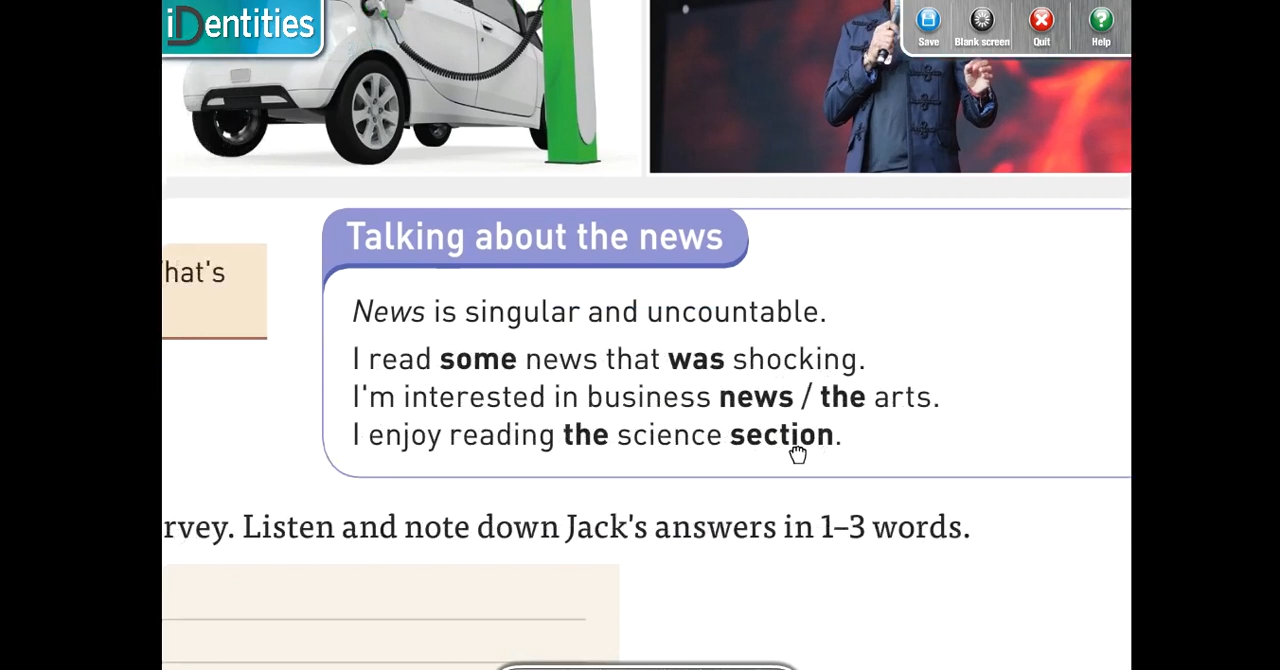 iDentities
Save
Blank screen
Quit
Help
Talking about the news
hat's
News is singular and uncountable.
I read some news that was shocking.
I'm interested in business news / the arts.
I enjoy reading the science section.
rvey. Listen and note down Jack's answers in 1–3 words.